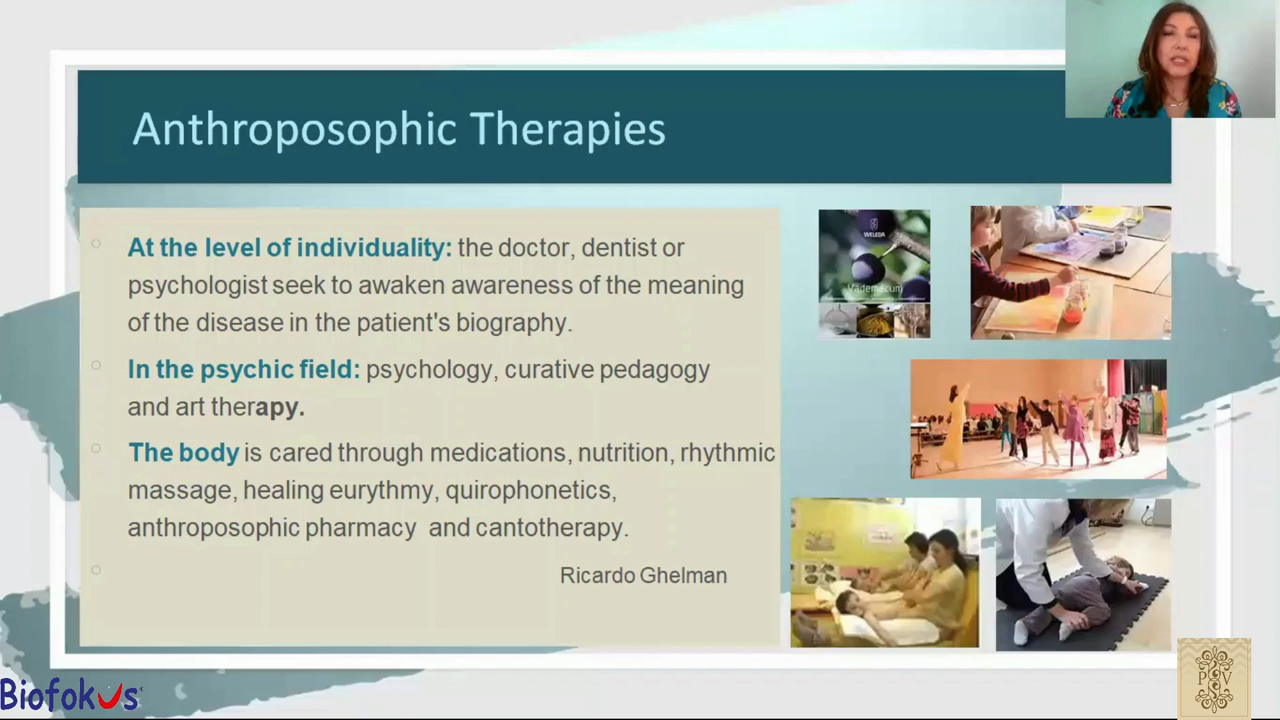 Anthroposophic Therapies
At the level of individuality: the doctor, dentist or
psychologist seek to awaken awareness of the meaning
of the disease in the patient's biography.
In the psychic field: psychology, curative pedagogy
and art therapy.
The body is cared through medications, nutrition, rhythmic
massage, healing eurythmy, quirophonetics,
anthroposophic pharmacy and cantotherapy.
Ricardo Ghelman
WELEDA
Vademecum
Biofokus
P V